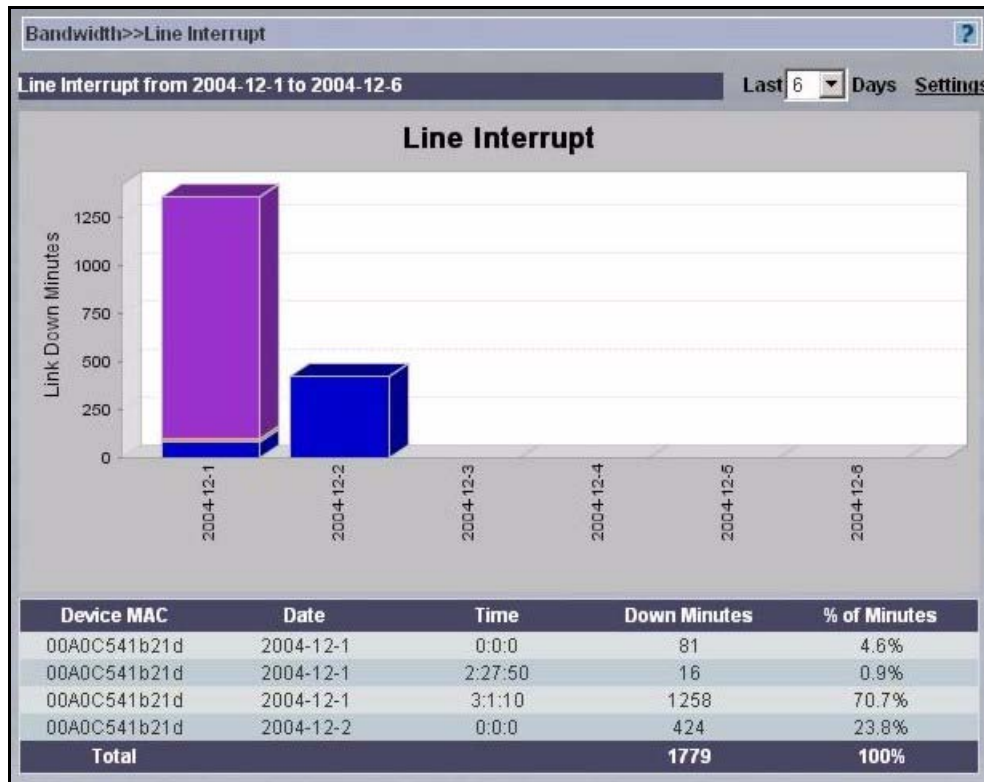 Bandwidth>>Line Interrupt ?
Line Interrupt from 2004-12-1 to 2004-12-6 Last 6 Days Settings
Line Interrupt
Link Down Minutes
1250
1000
750
500
250
0
2004-12-1 2004-12-2 2004-12-3 2004-12-4 2004-12-5 2004-12-6
Device MAC Date Time Down Minutes % of Minutes
00A0C541b21d 2004-12-1 0:0:0 81 4.6%
00A0C541b21d 2004-12-1 2:27:50 16 0.9%
00A0C541b21d 2004-12-1 3:1:10 1258 70.7%
00A0C541b21d 2004-12-2 0:0:0 424 23.8%
Total 1779 100%